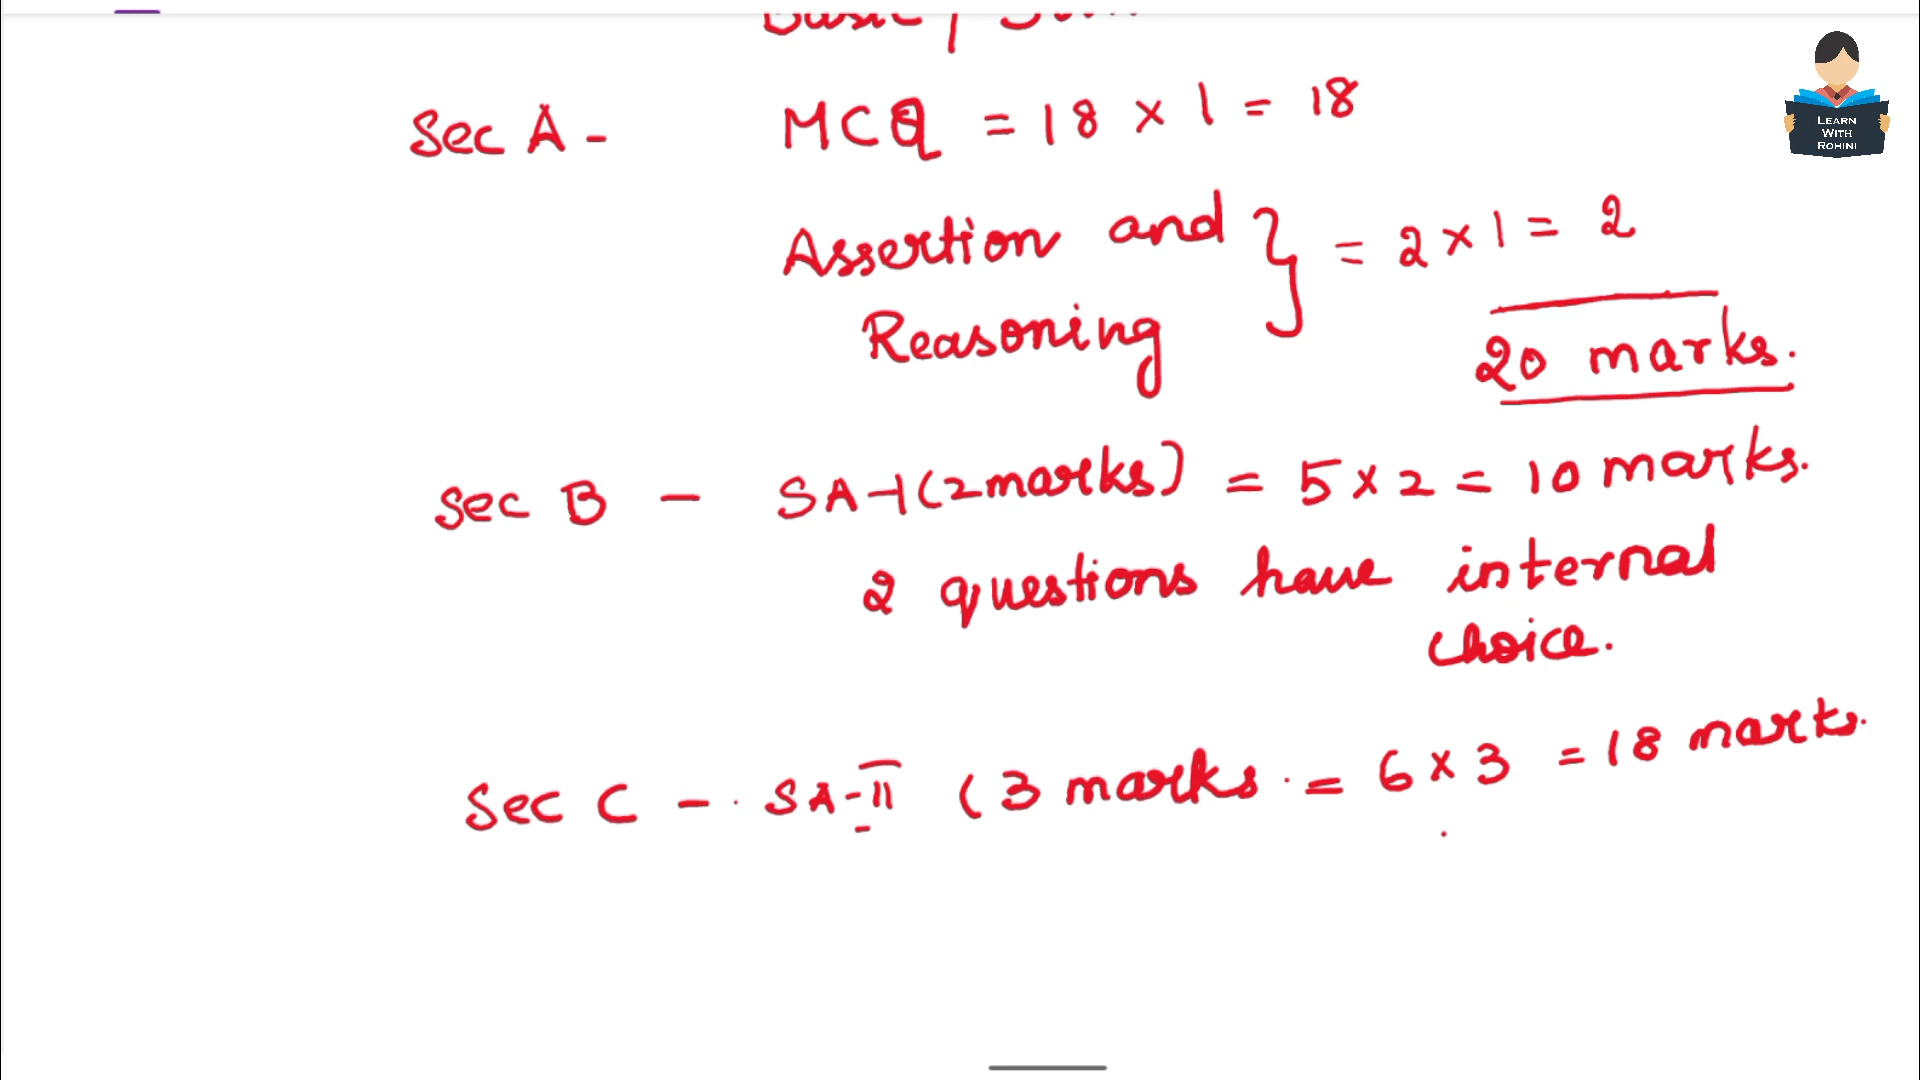 LEARN
WITH
ROHINI
Sec A - MCQ = 18 × 1 = 18
Assertion and } = 2 × 1 = 2
Reasoning
20 marks.
Sec B - SA-I (2 marks) = 5 × 2 = 10 marks.
2 questions have internal
choice.
Sec C - SA-II (3 marks = 6 × 3 = 18 marks.